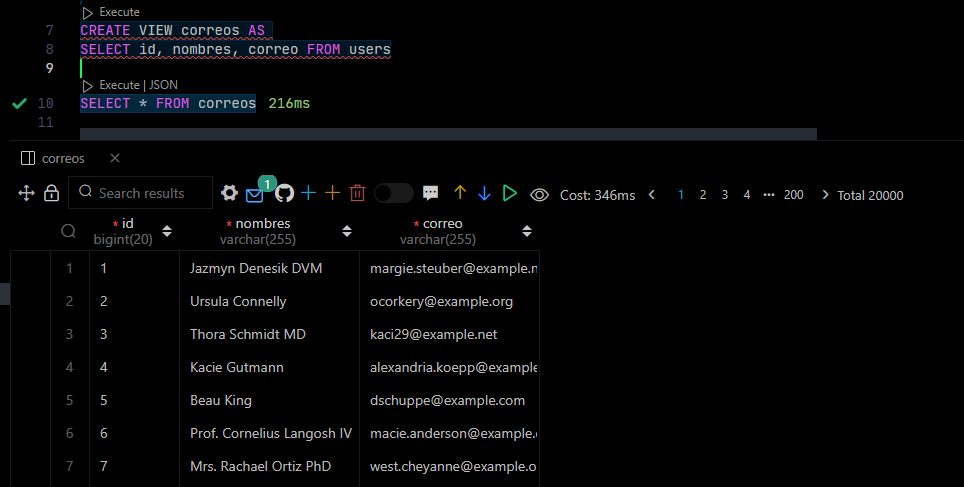 Execute
7 CREATE VIEW correos AS
8 SELECT id, nombres, correo FROM users
9
Execute | JSON
10 SELECT * FROM correos 216ms
11
correos
Search results 1 Cost: 346ms 1 2 3 4 ••• 200 Total 20000
* id * nombres * correo
bigint(20) varchar(255) varchar(255)
1 1 Jazmyn Denesik DVM margie.steuber@example.n
2 2 Ursula Connelly ocorkery@example.org
3 3 Thora Schmidt MD kaci29@example.net
4 4 Kacie Gutmann alexandria.koepp@example
5 5 Beau King dschuppe@example.com
6 6 Prof. Cornelius Langosh IV macie.anderson@example.
7 7 Mrs. Rachael Ortiz PhD west.cheyanne@example.o